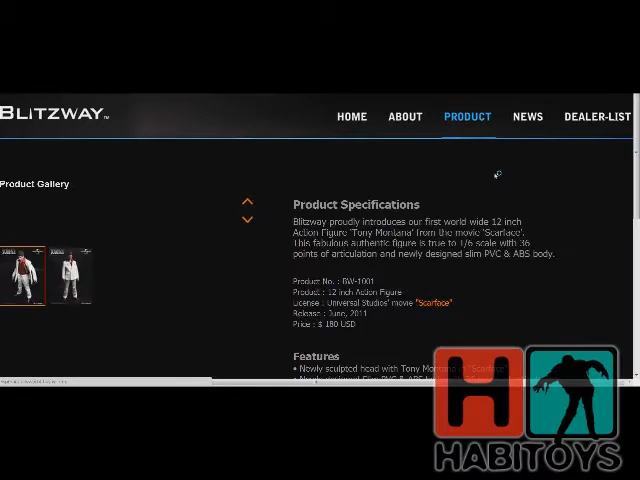 BLITZWAY™
HOME ABOUT PRODUCT NEWS DEALER-LIST
Product Gallery
Product Specifications
Blitzway proudly introduces our first world wide 12 inch
Action Figure 'Tony Montana' from the movie 'Scarface'.
This fabulous authentic figure is true to 1/6 scale with 36
points of articulation and newly designed slim PVC & ABS body.
Product No. : BW-1001
Product : 12 inch Action Figure
License : Universal Studios' movie "Scarface"
Release : June, 2011
Price : $ 180 USD
Features
• Newly sculpted head with Tony Montana in "Scarface"
HABITOYS